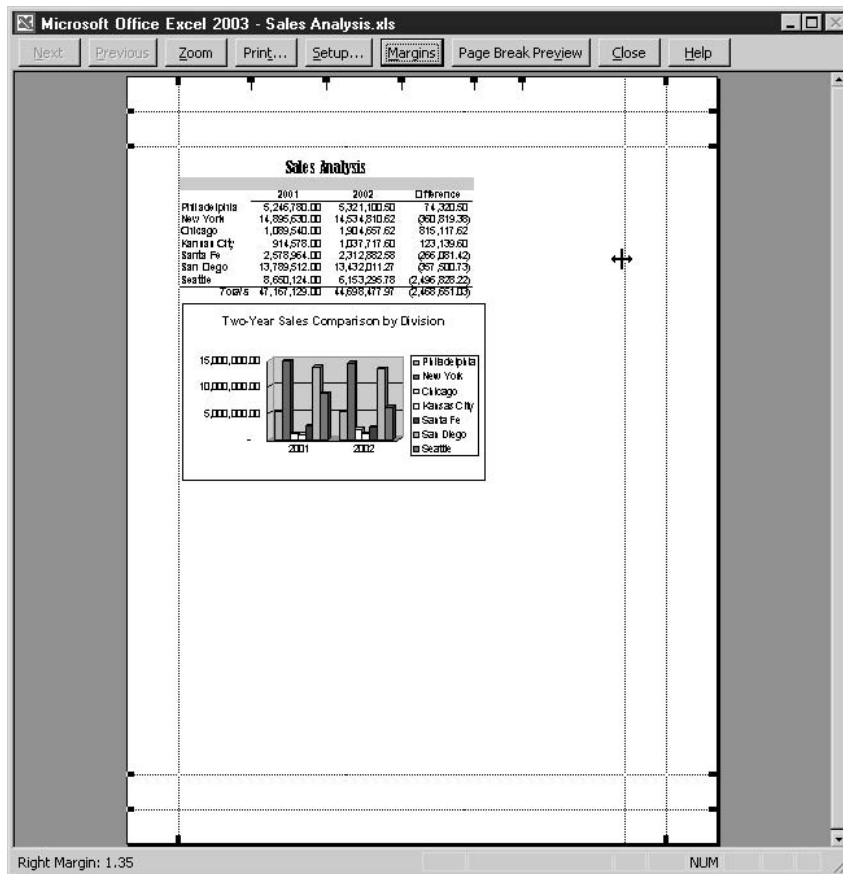 Microsoft Office Excel 2003 - Sales Analysis.xls
Next Previous Zoom Print... Setup... Margins Page Break Preview Close Help
Sales Analysis
2001 2002 Difference
Philadelphia 5,246,780.00 5,321,100.50 74,320.50
New York 14,895,630.00 14,534,810.62 (360,819.38)
Chicago 1,089,540.00 1,904,657.62 815,117.62
Kansas City 914,578.00 1,037,717.60 123,139.60
Santa Fe 2,578,964.00 2,312,882.58 (266,081.42)
San Diego 13,789,512.00 13,432,011.27 (357,500.73)
Seattle 8,650,124.00 6,153,295.78 (2,496,828.22)
Totals 47,167,129.00 44,698,477.97 (2,468,651.03)
Two-Year Sales Comparison by Division
15,000,000.00
10,000,000.00
5,000,000.00
-
2001 2002
Philadelphia
New York
Chicago
Kansas City
Santa Fe
San Diego
Seattle
Right Margin: 1.35 NUM